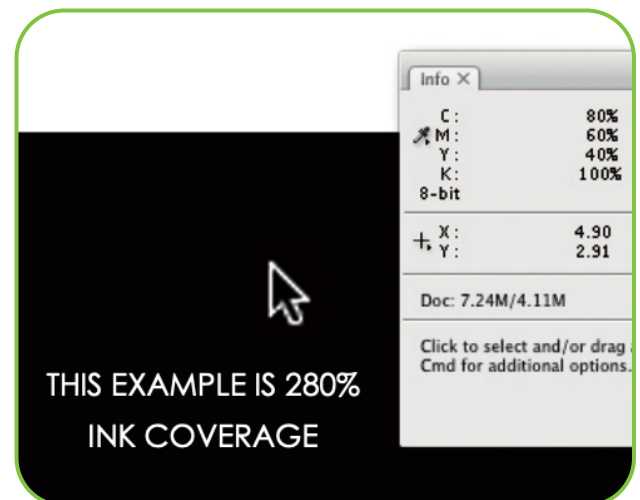 Info ×
C: 80%
M: 60%
Y: 40%
K: 100%
8-bit
X: 4.90
Y: 2.91
Doc: 7.24M/4.11M
Click to select and/or drag
Cmd for additional options.
THIS EXAMPLE IS 280%
INK COVERAGE